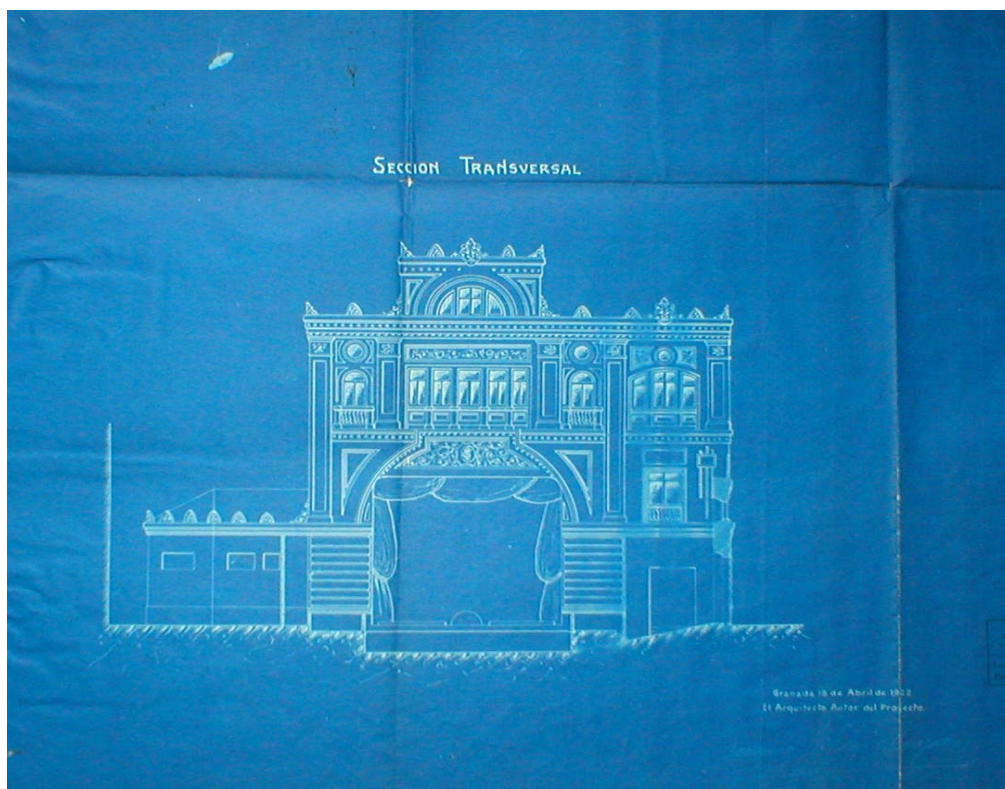 SECCION TRANSVERSAL
Granada 18 de Abril de 1922
El Arquitecto Autor del Proyecto.